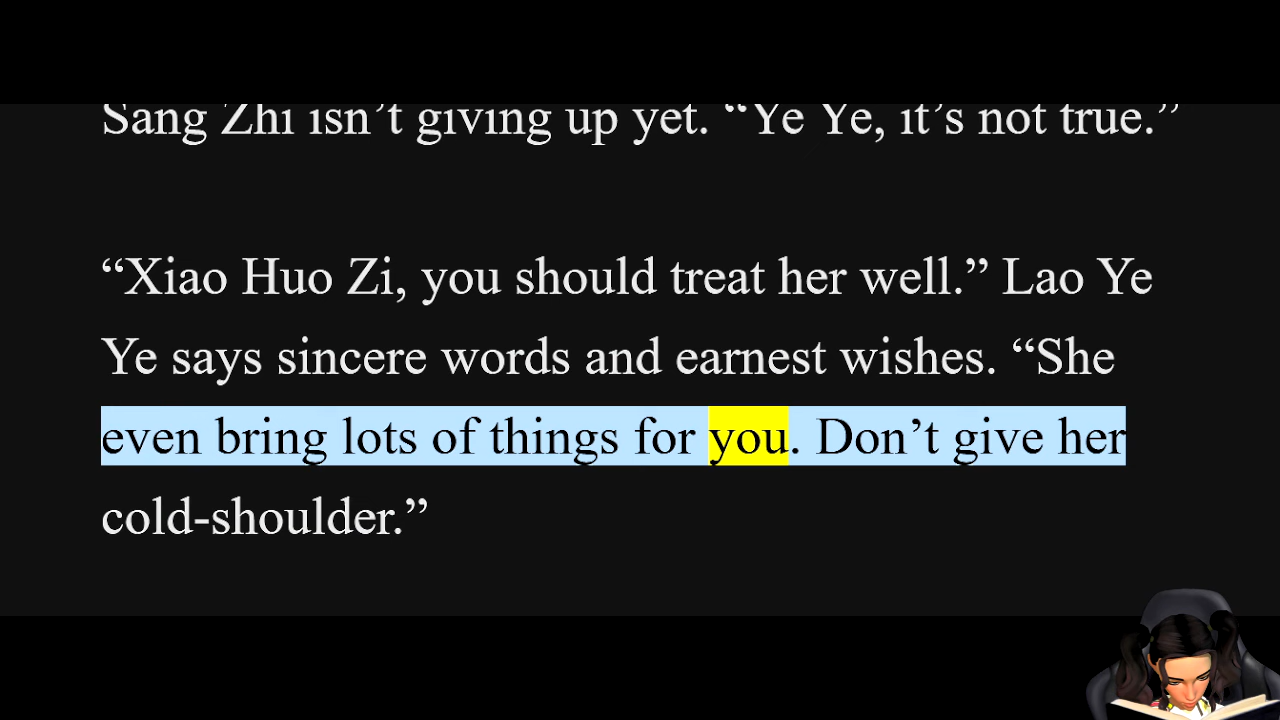 Sang Zhi isn’t giving up yet. “Ye Ye, it’s not true.”
“Xiao Huo Zi, you should treat her well.” Lao Ye
Ye says sincere words and earnest wishes. “She
even bring lots of things for you. Don’t give her
cold-shoulder.”